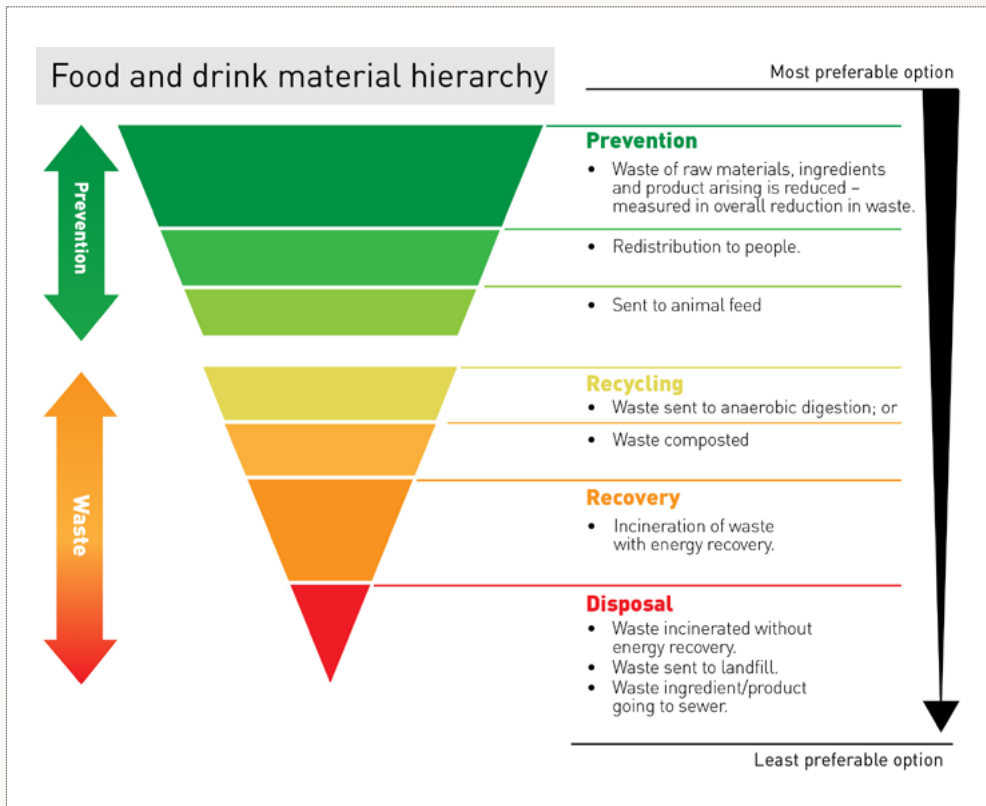 Food and drink material hierarchy
Most preferable option
Prevention
Prevention
• Waste of raw materials, ingredients
and product arising is reduced –
measured in overall reduction in waste.
• Redistribution to people.
• Sent to animal feed
Waste
Recycling
• Waste sent to anaerobic digestion; or
• Waste composted
Recovery
• Incineration of waste
with energy recovery.
Disposal
• Waste incinerated without
energy recovery.
• Waste sent to landfill.
• Waste ingredient/product
going to sewer.
Least preferable option